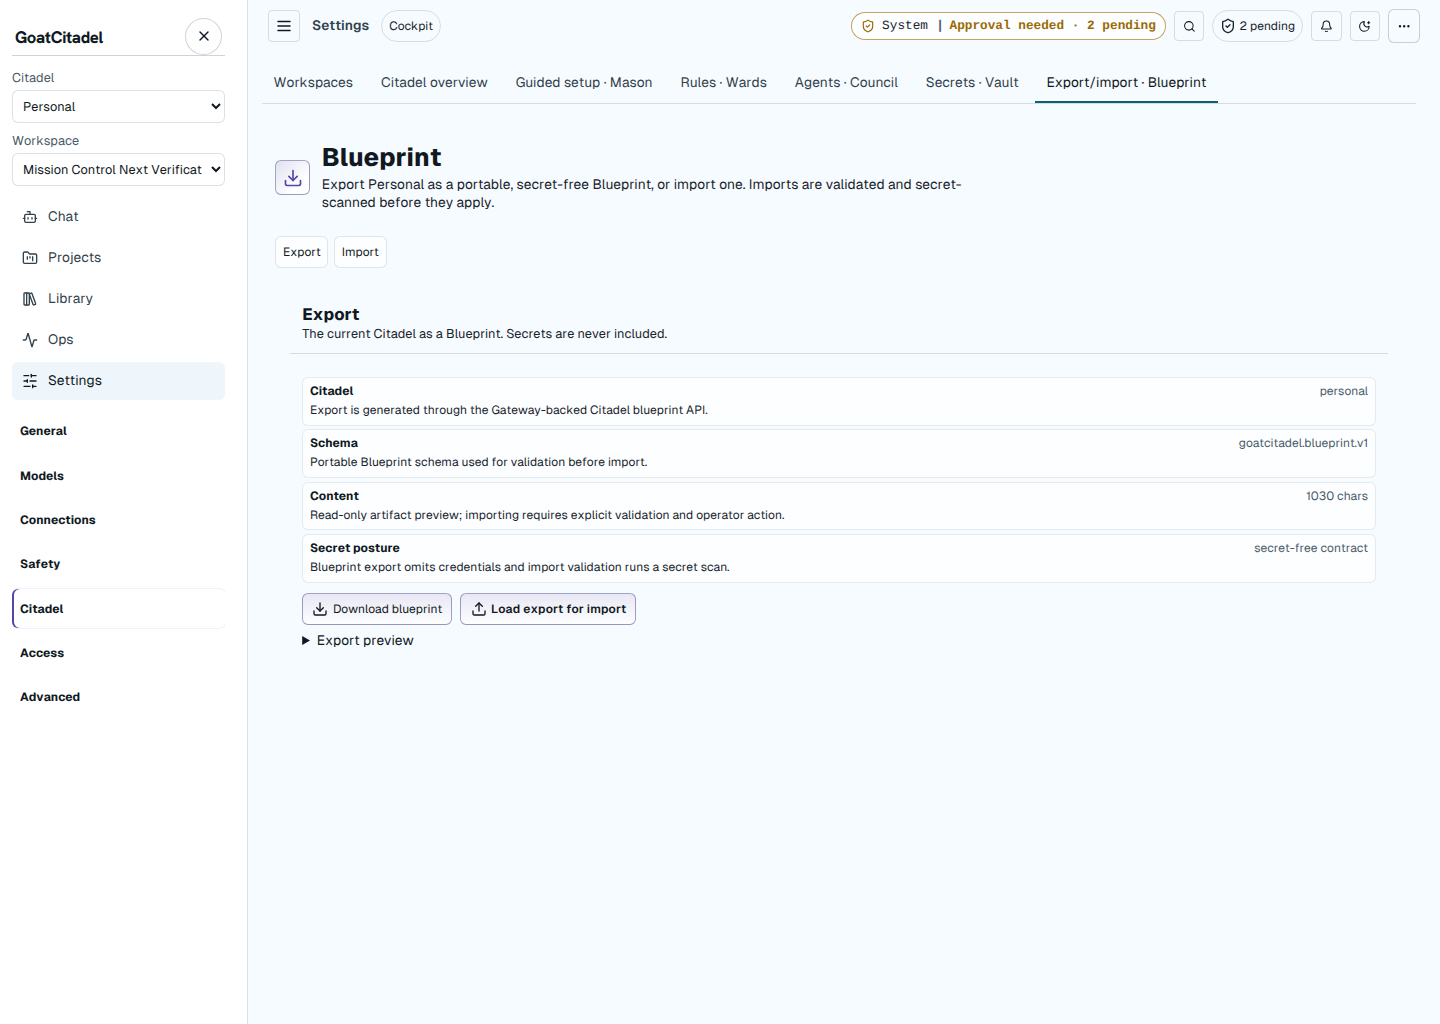 GoatCitadel
Citadel
Personal
Workspace
Mission Control Next Verificat
Chat
Projects
Library
Ops
Settings
General
Models
Connections
Safety
Citadel
Access
Advanced
Settings
Cockpit
System | Approval needed · 2 pending
2 pending
Workspaces
Citadel overview
Guided setup · Mason
Rules · Wards
Agents · Council
Secrets · Vault
Export/import · Blueprint
Blueprint
Export Personal as a portable, secret-free Blueprint, or import one. Imports are validated and secret-
scanned before they apply.
Export
Import
Export
The current Citadel as a Blueprint. Secrets are never included.
Citadel
personal
Export is generated through the Gateway-backed Citadel blueprint API.
Schema
goatcitadel.blueprint.v1
Portable Blueprint schema used for validation before import.
Content
1030 chars
Read-only artifact preview; importing requires explicit validation and operator action.
Secret posture
secret-free contract
Blueprint export omits credentials and import validation runs a secret scan.
Download blueprint
Load export for import
Export preview